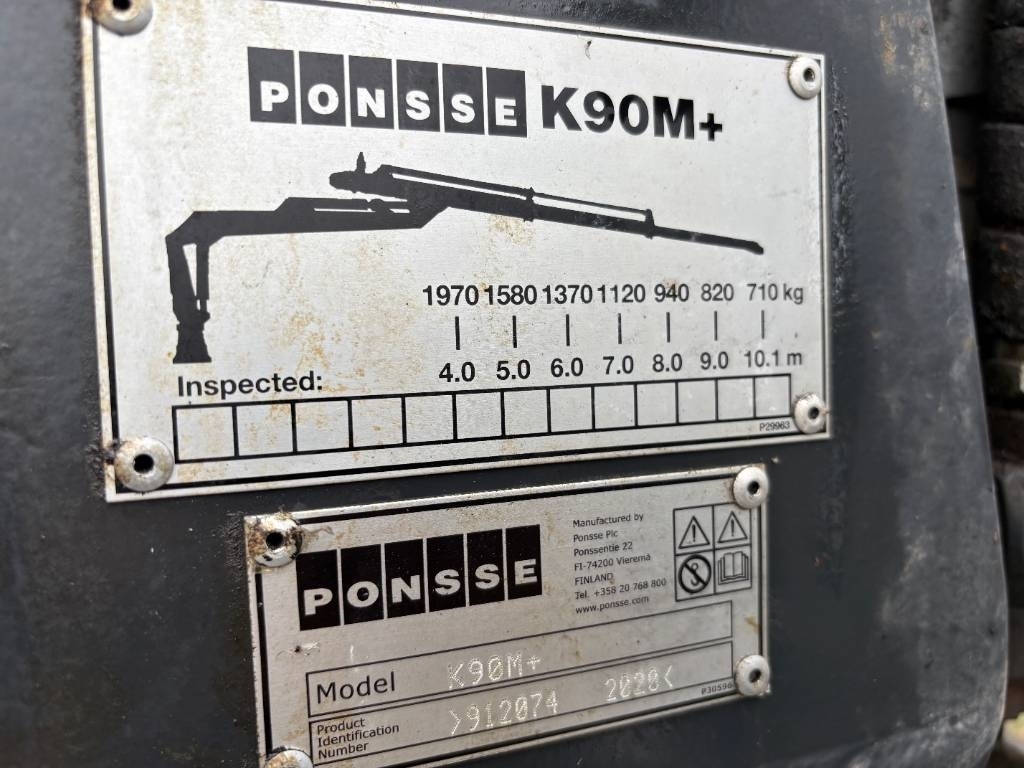 PONSSE K90M+
1970 1580 1370 1120 940 820 710 kg
4.0 5.0 6.0 7.0 8.0 9.0 10.1 m
Inspected:
P29963
PONSSE
Manufactured by
Ponsse Plc
Ponssentie 22
FI-74200 Vieremä
FINLAND
Tel. +358 20 768 800
www.ponsse.com
Model K90M+
Product
Identification
Number
>912074 2020<